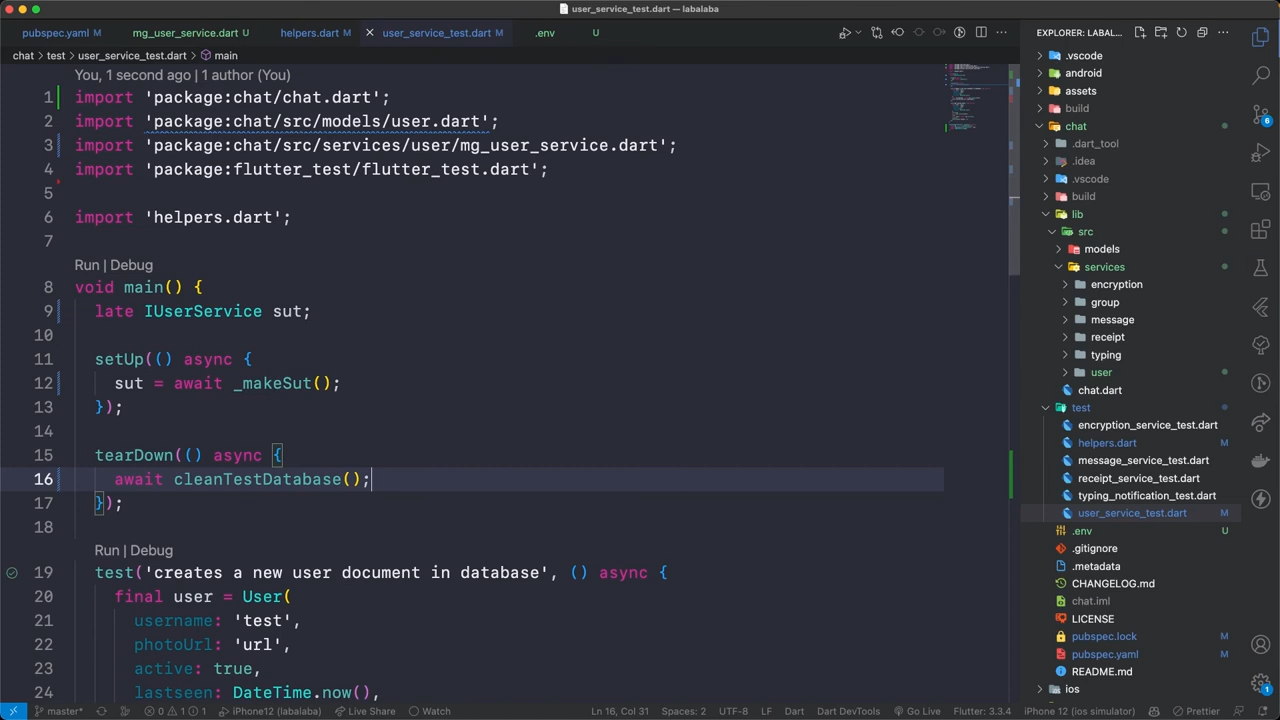 user_service_test.dart — labalaba
pubspec.yaml M
mg_user_service.dart U
helpers.dart M
user_service_test.dart M
.env U
EXPLORER: LABAL...
chat › test › user_service_test.dart › main
You, 1 second ago | 1 author (You)
1 import 'package:chat/chat.dart';
2 import 'package:chat/src/models/user.dart';
3 import 'package:chat/src/services/user/mg_user_service.dart';
4 import 'package:flutter_test/flutter_test.dart';
5
6 import 'helpers.dart';
7
Run | Debug
8 void main() {
9 late IUserService sut;
10
11 setUp(() async {
12 sut = await _makeSut();
13 });
14
15 tearDown(() async {
16 await cleanTestDatabase();
17 });
18
Run | Debug
19 test('creates a new user document in database', () async {
20 final user = User(
21 username: 'test',
22 photoUrl: 'url',
23 active: true,
24 lastseen: DateTime.now(),
.vscode
android
assets
build
chat
.dart_tool
.idea
.vscode
build
lib
src
models
services
encryption
group
message
receipt
typing
user
chat.dart
test
encryption_service_test.dart
helpers.dart M
message_service_test.dart
receipt_service_test.dart
typing_notification_test.dart
user_service_test.dart M
.env U
.gitignore
.metadata
CHANGELOG.md
chat.iml
LICENSE
pubspec.lock M
pubspec.yaml M
README.md
ios
6
1
master* 0 1 1 iPhone12 (labalaba) Live Share Watch Ln 16, Col 31 Spaces: 2 UTF-8 LF Dart Dart DevTools Go Live Flutter: 3.3.4 iPhone 12 (ios simulator) Prettier